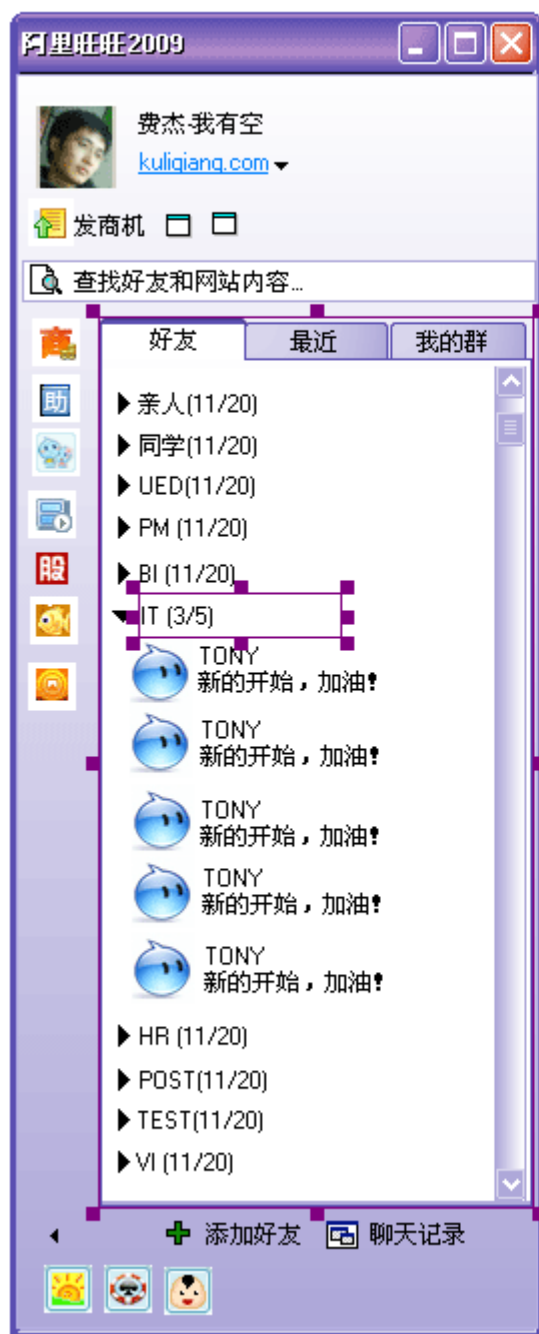 阿里旺旺2009
费杰-我有空
kuliqiang.com
发商机
查找好友和网站内容...
商
好友 最近 我的群
助
亲人(11/20)
同学(11/20)
UED(11/20)
PM (11/20)
股
BI (11/20)
IT (3/5)
TONY
新的开始，加油！
TONY
新的开始，加油！
TONY
新的开始，加油！
TONY
新的开始，加油！
TONY
新的开始，加油！
HR (11/20)
POST(11/20)
TEST(11/20)
VI (11/20)
添加好友 聊天记录